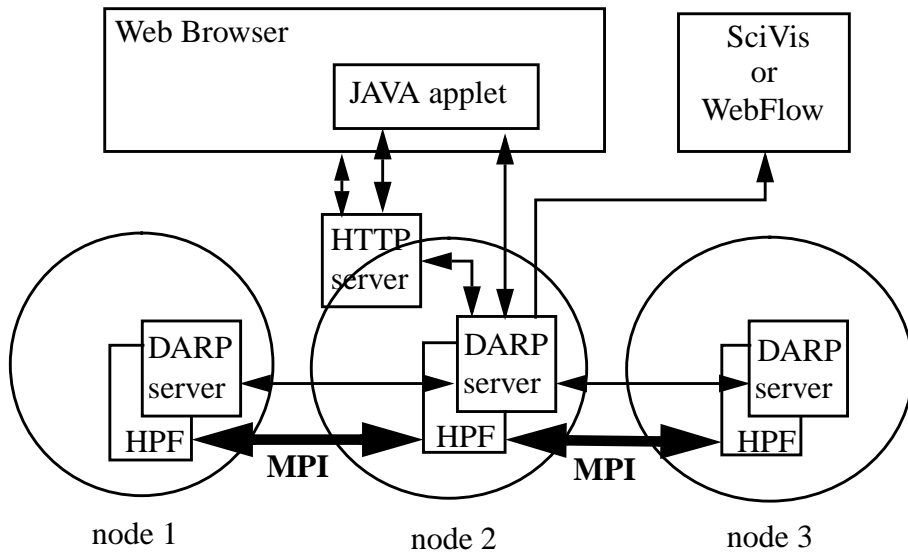 Web Browser
JAVA applet
SciVis
or
WebFlow
HTTP
server
DARP
server
HPF
DARP
server
HPF
DARP
server
HPF
MPI
MPI
node 1
node 2
node 3